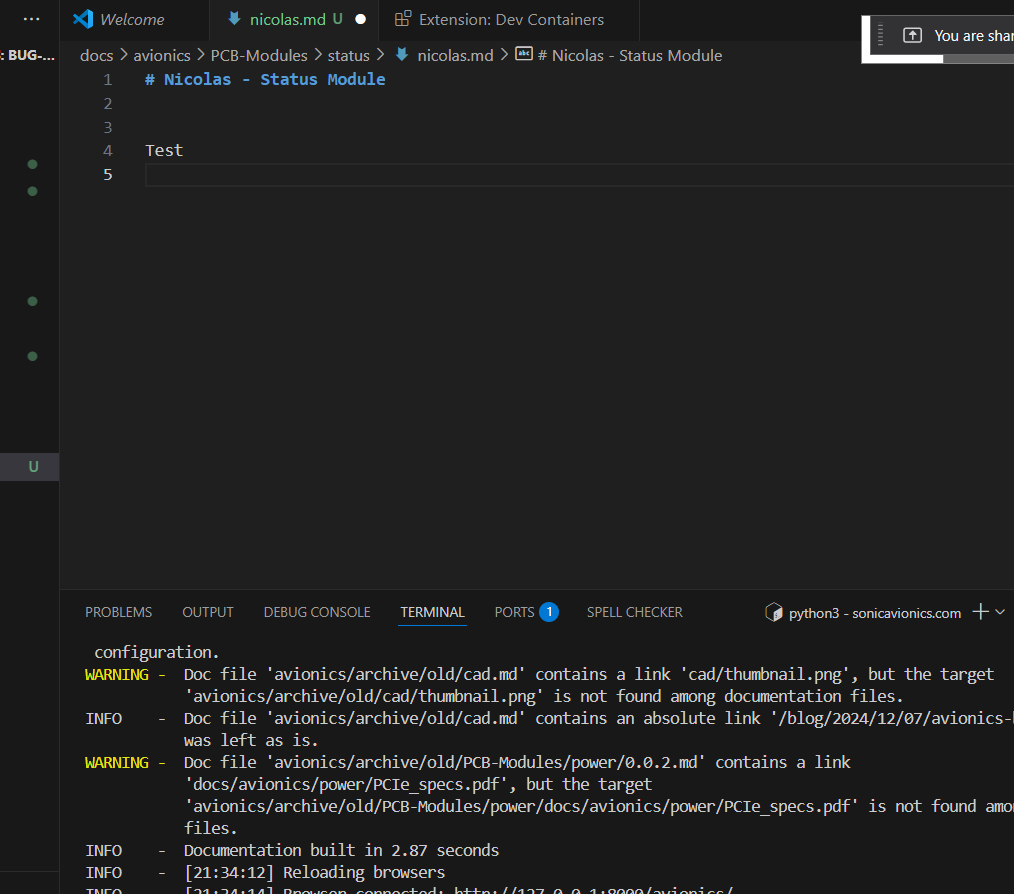 Welcome
nicolas.md U
Extension: Dev Containers
You are shar
: BUG-...
docs > avionics > PCB-Modules > status > nicolas.md > # Nicolas - Status Module
1 # Nicolas - Status Module
2
3
4 Test
5
U
PROBLEMS OUTPUT DEBUG CONSOLE TERMINAL PORTS 1 SPELL CHECKER
python3 - sonicavionics.com
configuration.
WARNING - Doc file 'avionics/archive/old/cad.md' contains a link 'cad/thumbnail.png', but the target
'avionics/archive/old/cad/thumbnail.png' is not found among documentation files.
INFO - Doc file 'avionics/archive/old/cad.md' contains an absolute link '/blog/2024/12/07/avionics-
was left as is.
WARNING - Doc file 'avionics/archive/old/PCB-Modules/power/0.0.2.md' contains a link
'docs/avionics/power/PCIe_specs.pdf', but the target
'avionics/archive/old/PCB-Modules/power/docs/avionics/power/PCIe_specs.pdf' is not found amo
files.
INFO - Documentation built in 2.87 seconds
INFO - [21:34:12] Reloading browsers
INFO - [21:34:14] Browser connected: http://127.0.0.1:8000/avionics/